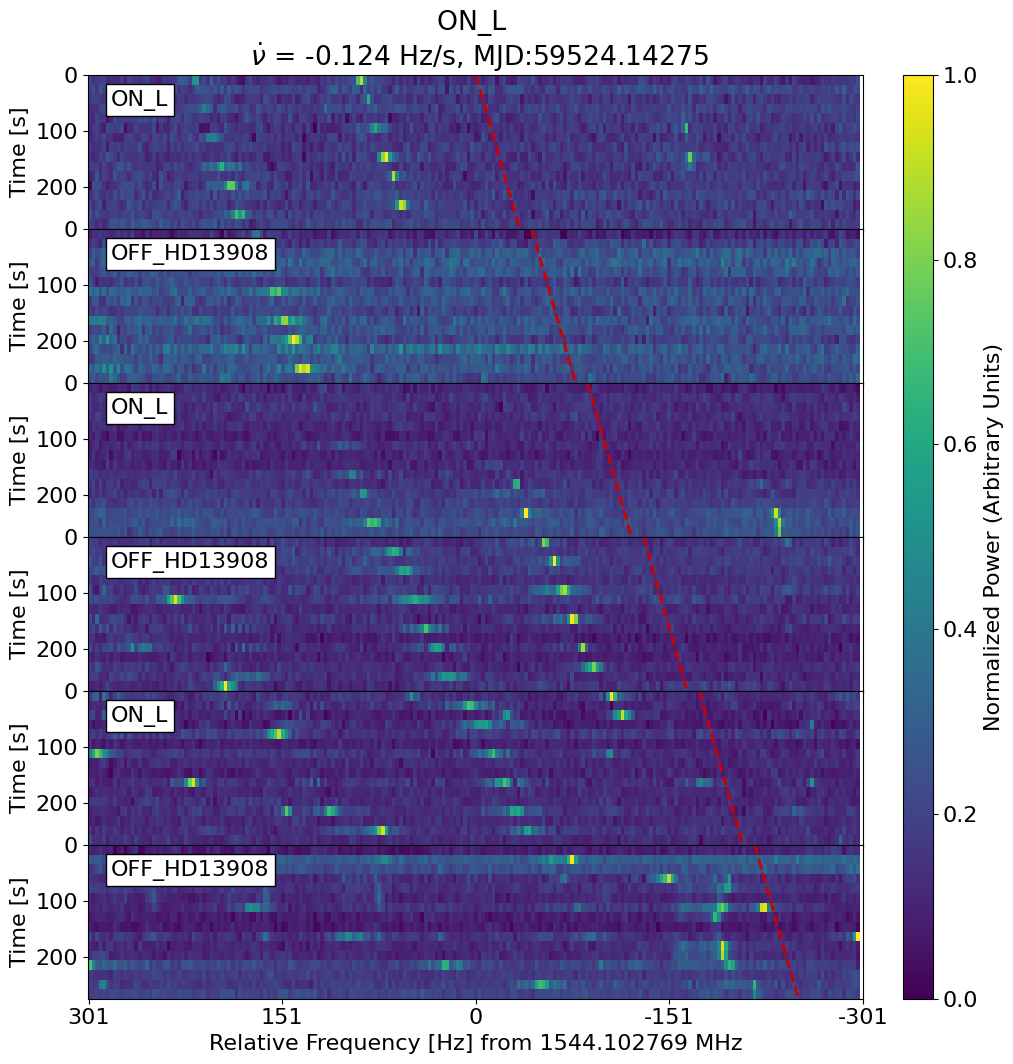 ON_L
ν̇ = -0.124 Hz/s, MJD:59524.14275
ON_L
OFF_HD13908
ON_L
OFF_HD13908
ON_L
OFF_HD13908
0
100
200
0
100
200
0
100
200
0
100
200
0
100
200
0
100
200
Time [s]
Time [s]
Time [s]
Time [s]
Time [s]
Time [s]
301 151 0 -151 -301
Relative Frequency [Hz] from 1544.102769 MHz
1.0
0.8
0.6
0.4
0.2
0.0
Normalized Power (Arbitrary Units)